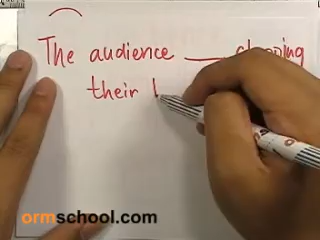 The audience ___ clapping
their
ormschool.com